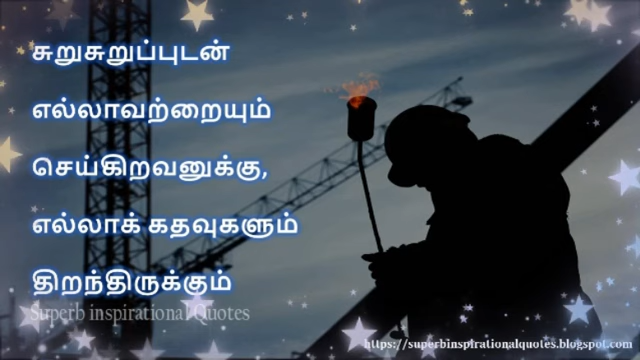 சுறுசுறுப்புடன்
எல்லாவற்றையும்
செய்கிறவனுக்கு,
எல்லாக் கதவுகளும்
திறந்திருக்கும்
Superb inspirational Quotes
https://superbinspirationalquotes.blogspot.com/